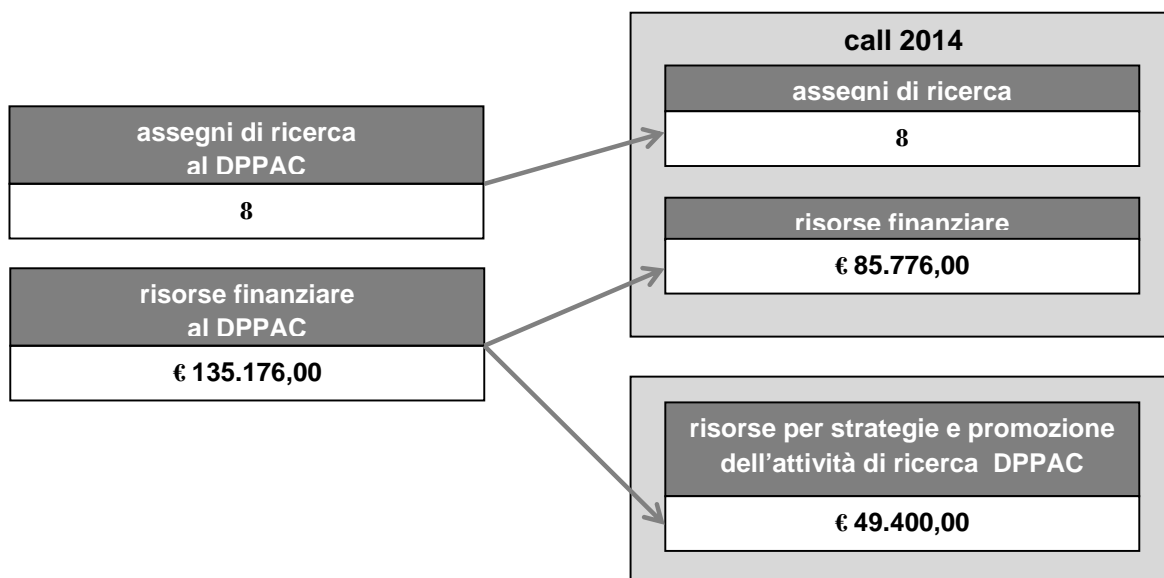 assegni di ricerca
al DPPAC
8
risorse finanziare
al DPPAC
€ 135.176,00
call 2014
assegni di ricerca
8
risorse finanziare
€ 85.776,00
risorse per strategie e promozione
dell'attività di ricerca DPPAC
€ 49.400,00